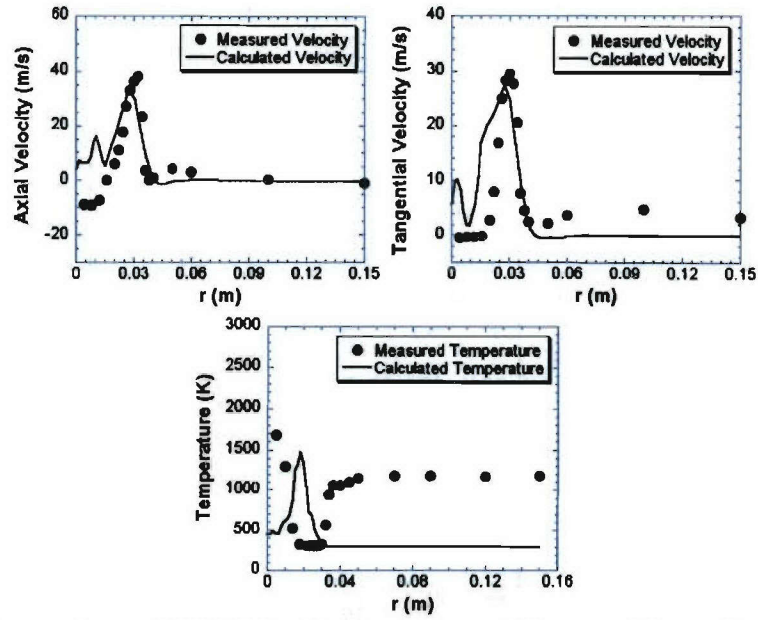 60
40
20
0
-20
Axial Velocity (m/s)
Measured Velocity
Calculated Velocity
0 0.03 0.06 0.09 0.12 0.15
r (m)
40
30
20
10
0
Tangential Velocity (m/s)
Measured Velocity
Calculated Velocity
0 0.03 0.06 0.09 0.12 0.15
r (m)
3000
2500
2000
1500
1000
500
0
Temperature (K)
Measured Temperature
Calculated Temperature
0 0.04 0.08 0.12 0.16
r (m)